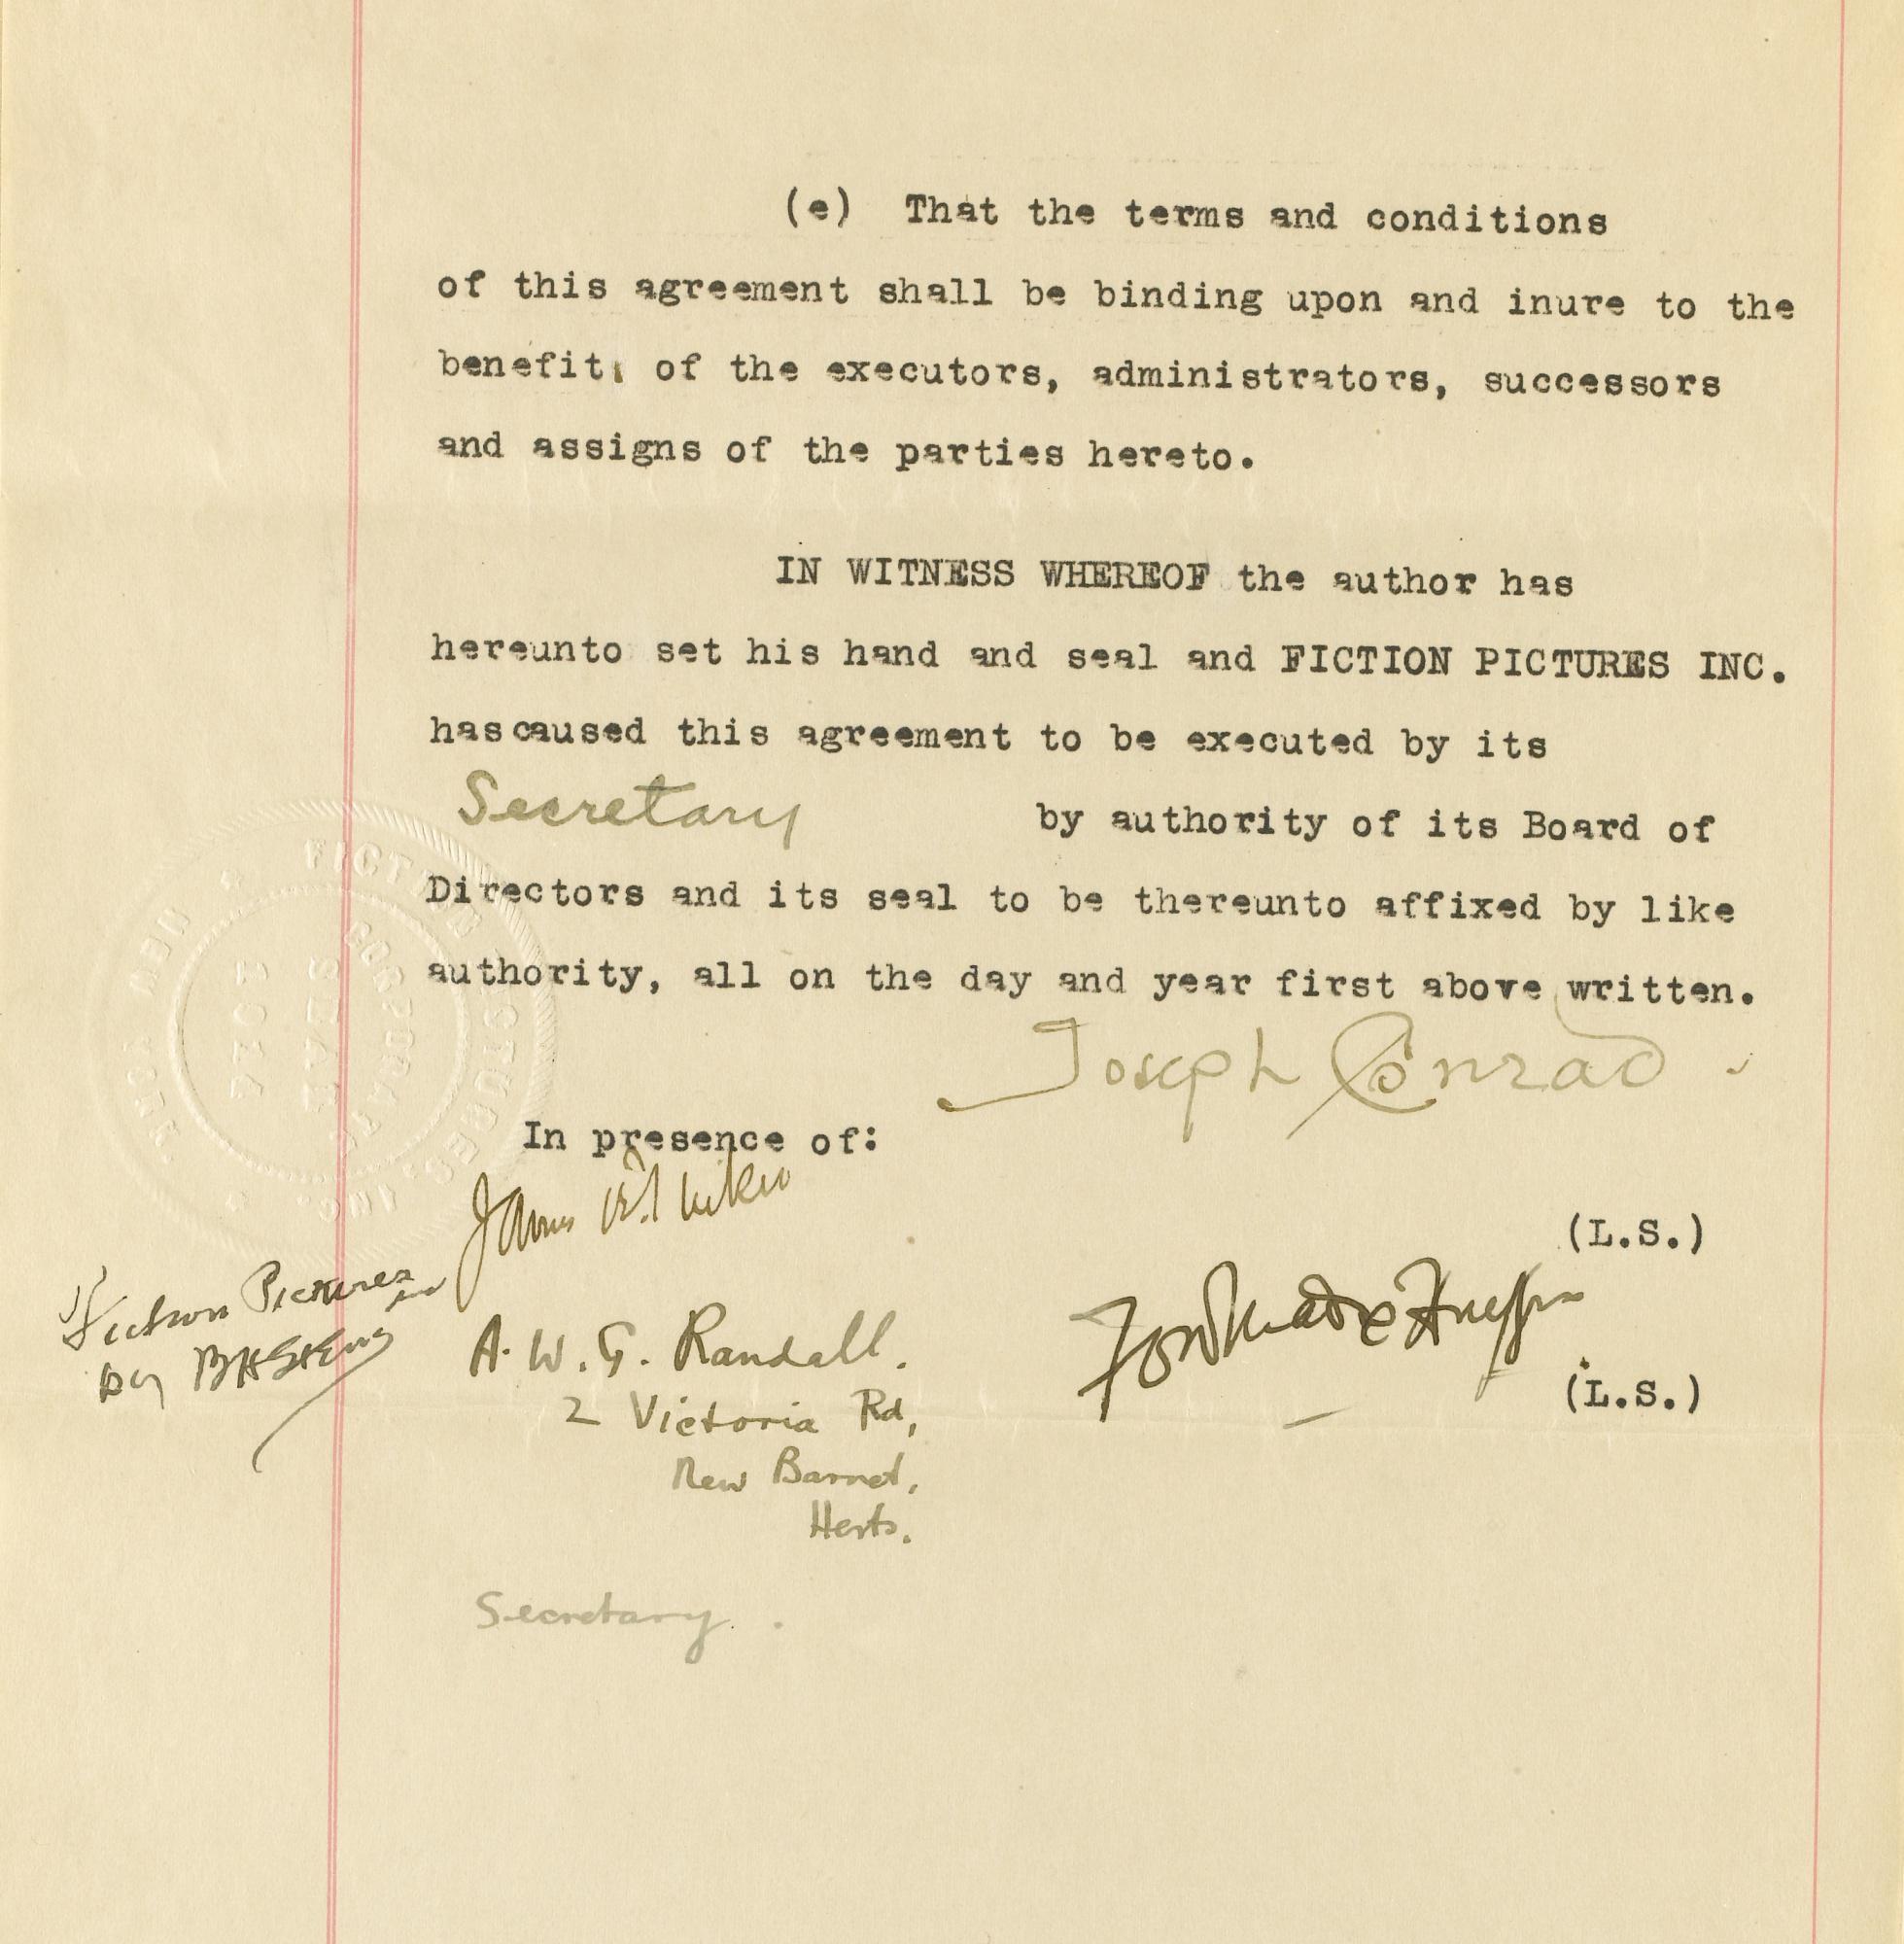 (e) That the terms and conditions
of this agreement shall be binding upon and inure to the
benefit of the executors, administrators, successors
and assigns of the parties hereto.
IN WITNESS WHEREOF the author has
hereunto set his hand and seal and FICTION PICTURES INC.
has caused this agreement to be executed by its
Secretary by authority of its Board of
Directors and its seal to be thereunto affixed by like
authority, all on the day and year first above written.
Joseph Conrad
In presence of:
James
(L.S.)
Fiction Pictures Inc
by
A. W. G. Randall.
Ford Madox Hueffer
2 Victoria Rd,
(L.S.)
New Barnet,
Herts.
Secretary.
FICTION PICTURES, INC. NEW YORK
CORPORATE
SEAL
1914